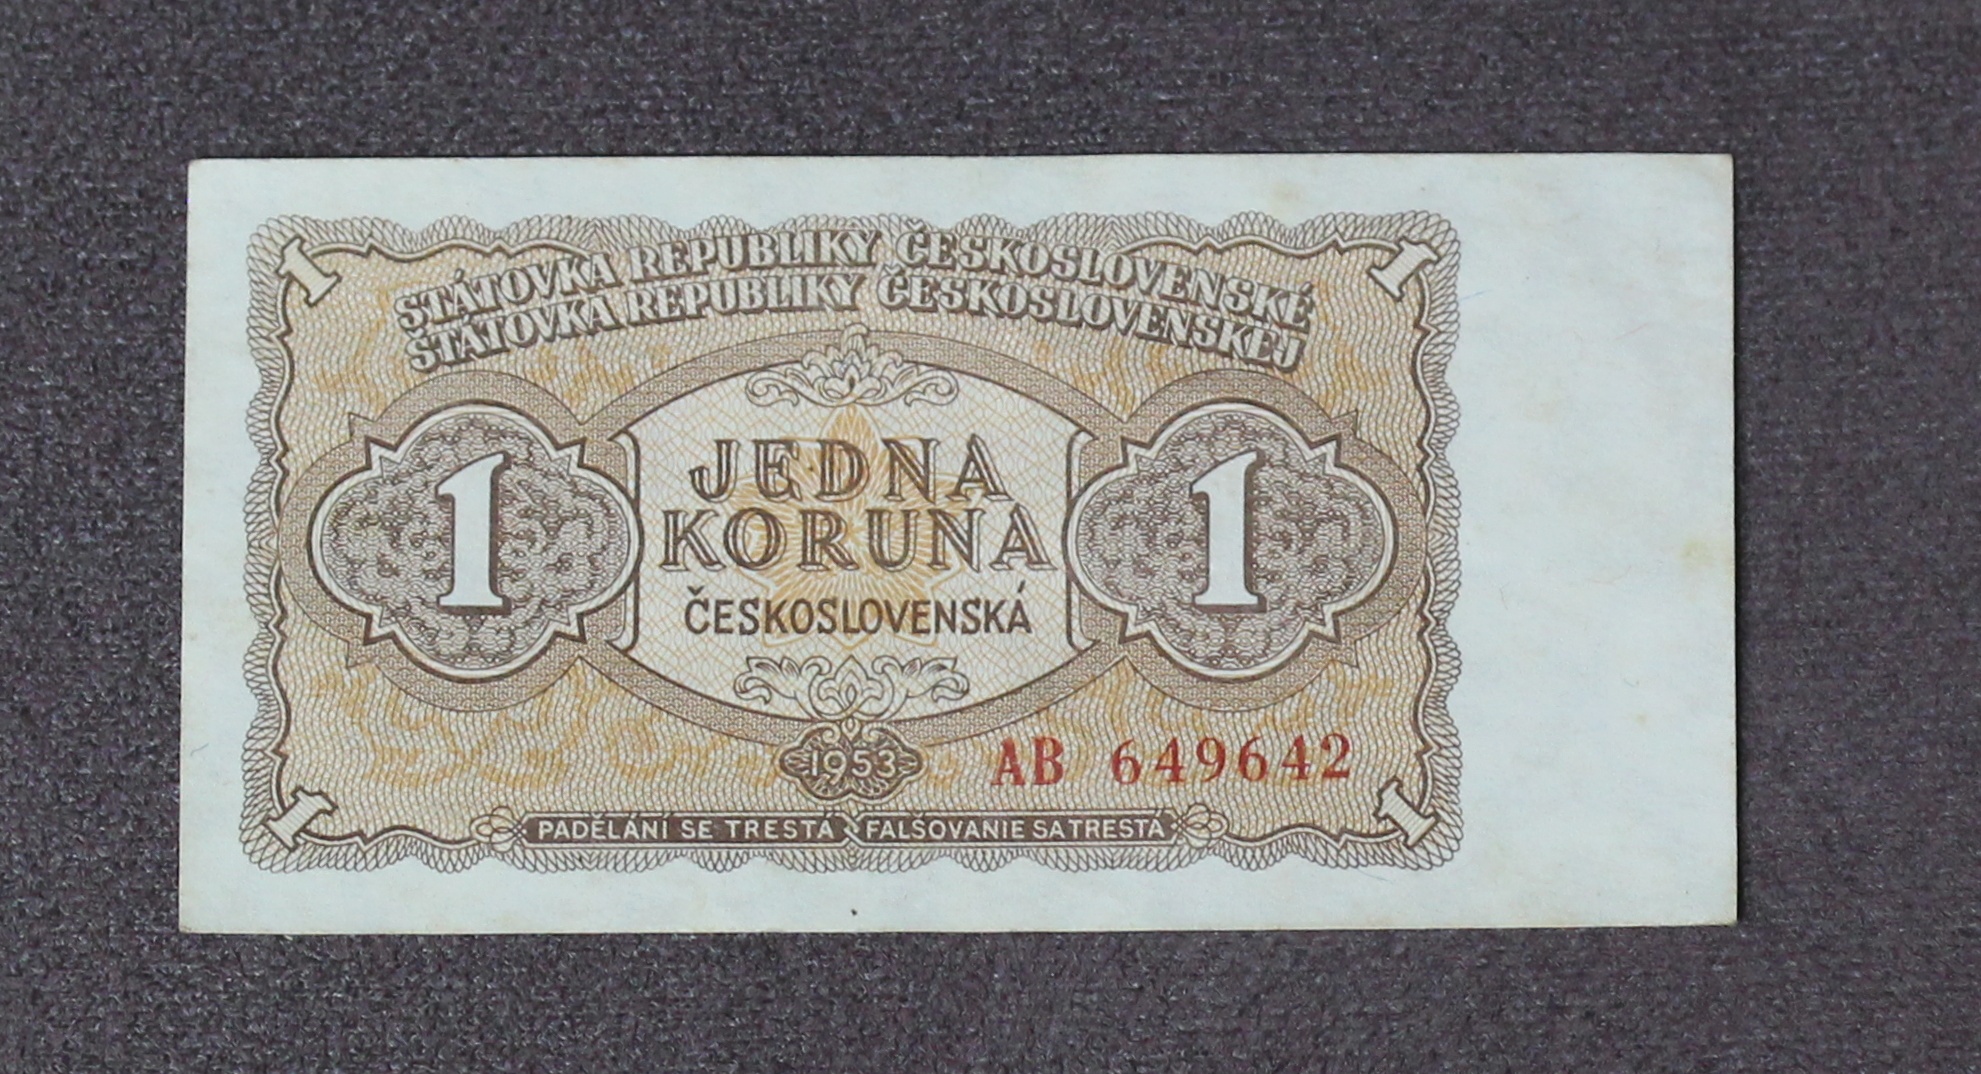 1 1
STÁTOVKA REPUBLIKY ČESKOSLOVENSKÉ
ŠTÁTOVKA REPUBLIKY ČESKOSLOVENSKEJ
1 JEDNA 1
KORUNA
ČESKOSLOVENSKÁ
1953
AB 649642
1 1
PADĚLÁNÍ SE TRESTÁ FALŠOVANIE SA TRESTÁ